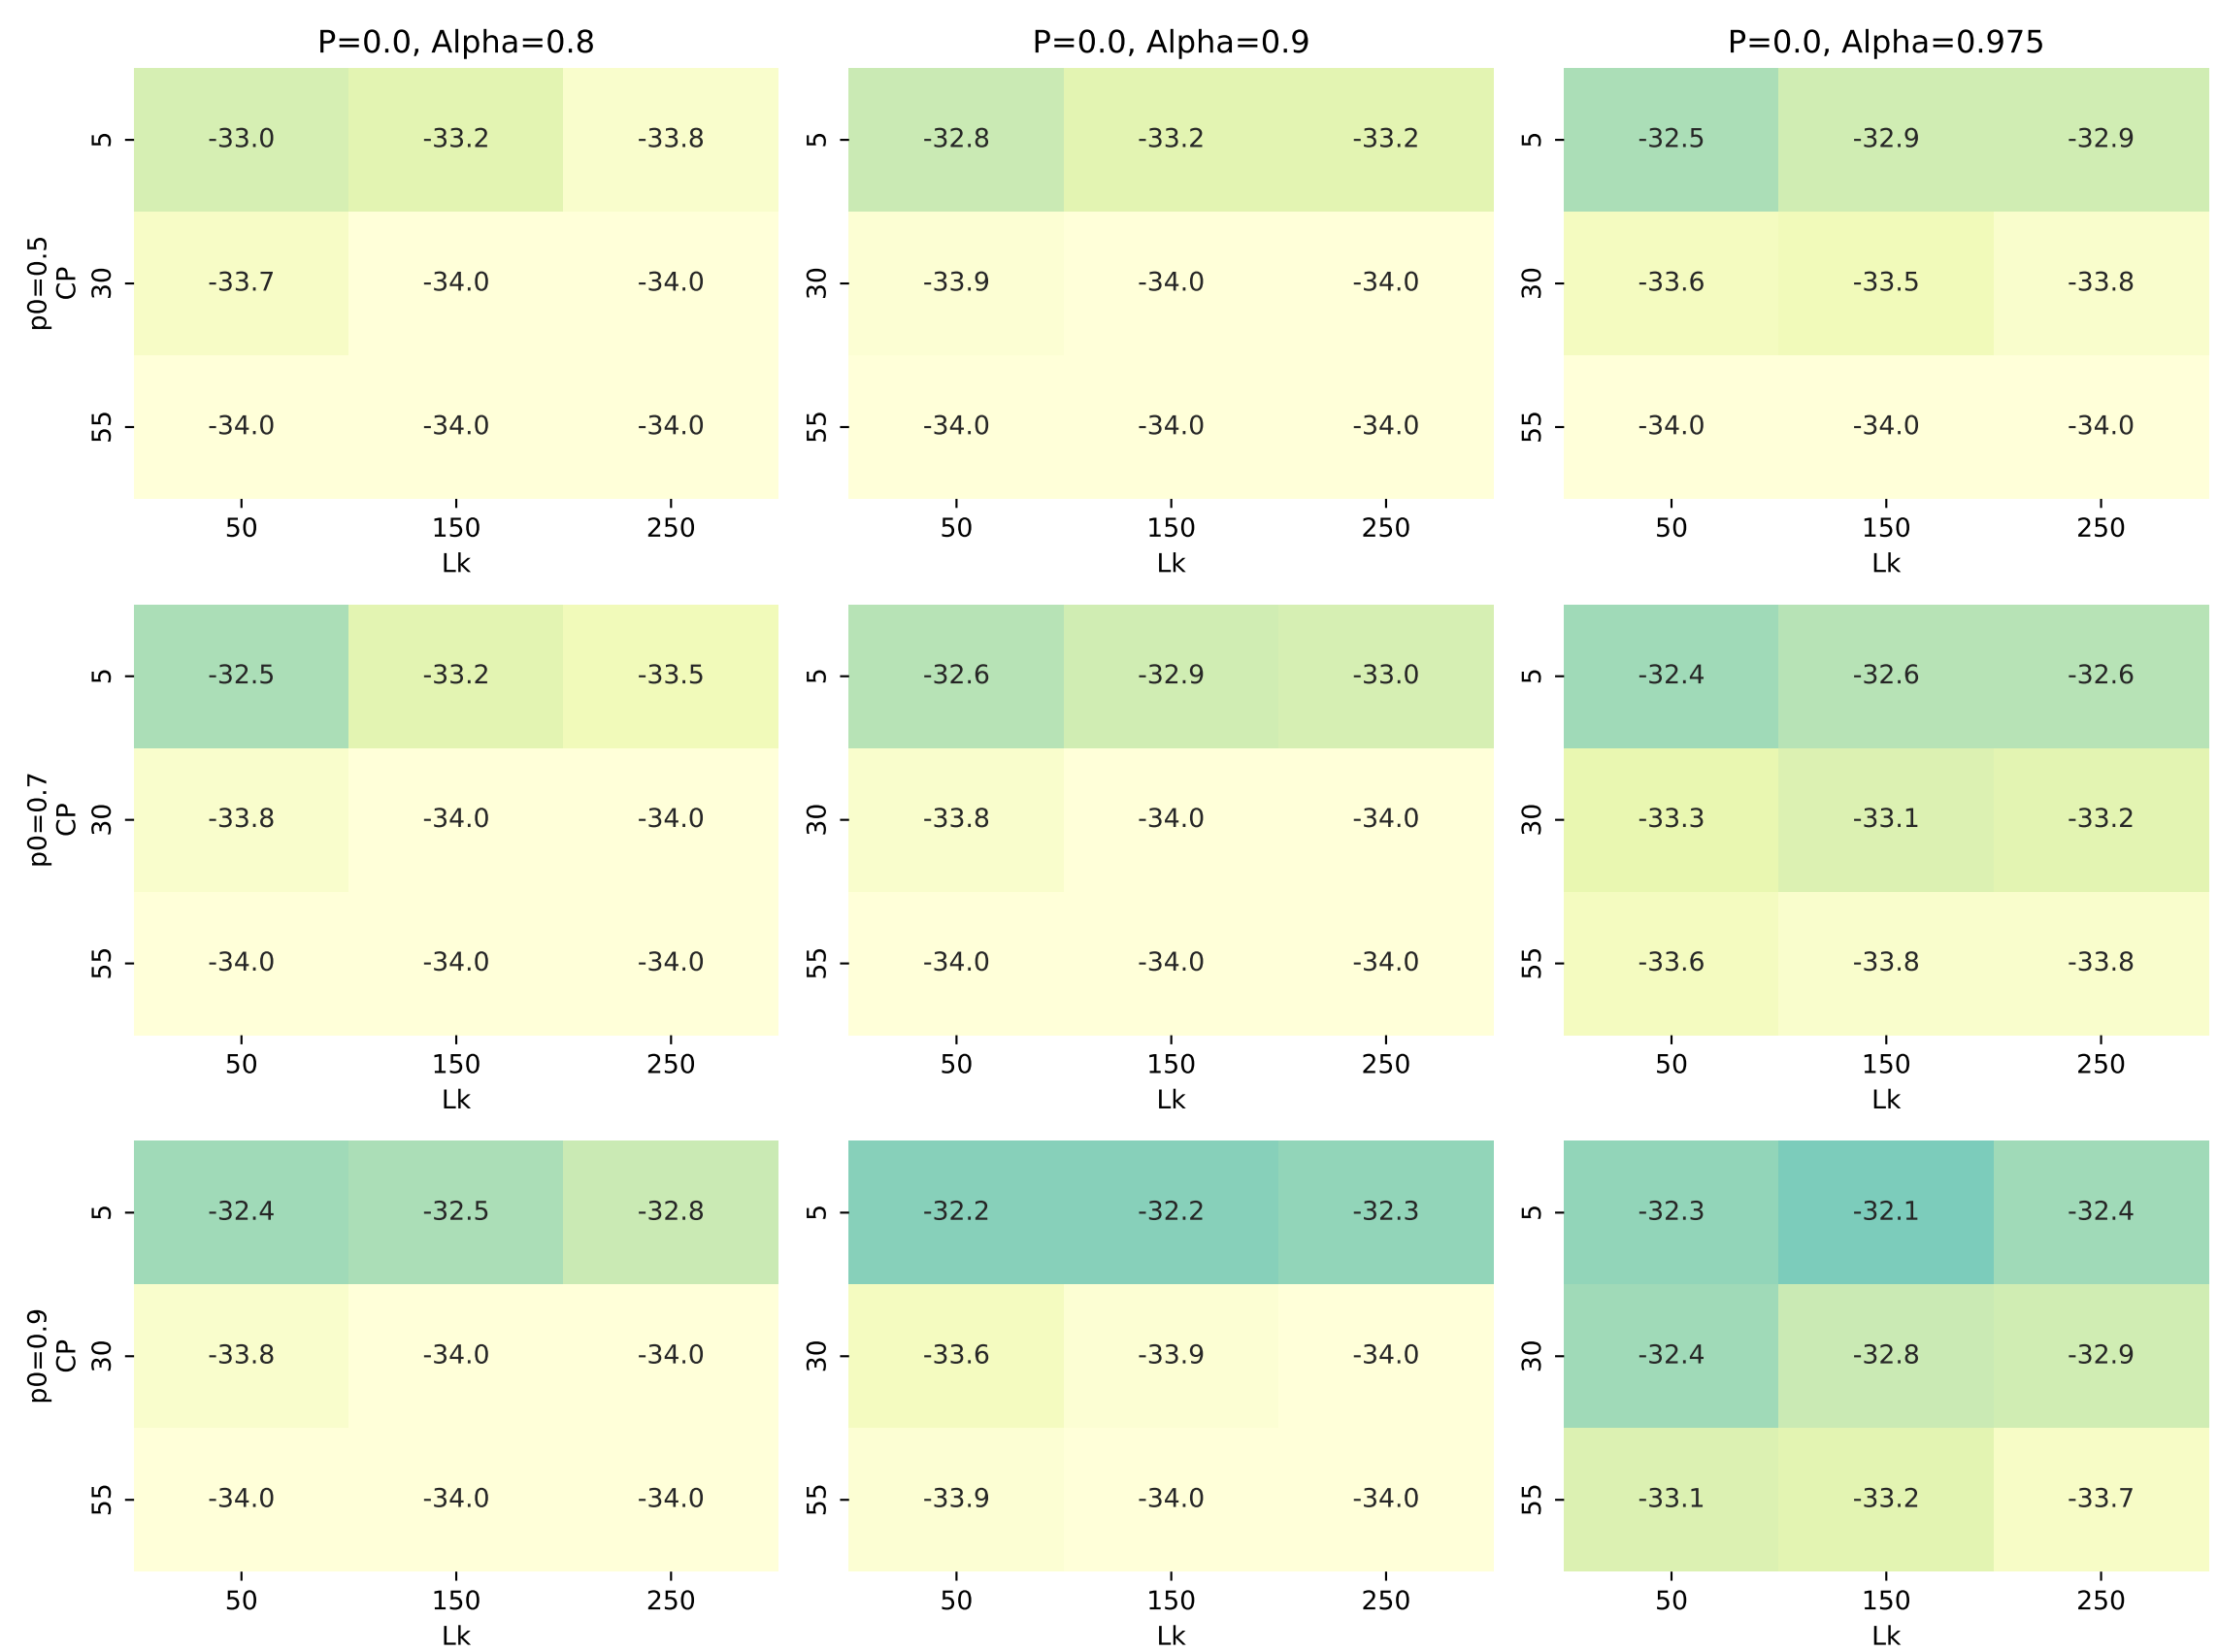 P=0.0, Alpha=0.8 P=0.0, Alpha=0.9 P=0.0, Alpha=0.975
p0=0.5
CP
5 -33.0 -33.2 -33.8 5 -32.8 -33.2 -33.2 5 -32.5 -32.9 -32.9
30 -33.7 -34.0 -34.0 30 -33.9 -34.0 -34.0 30 -33.6 -33.5 -33.8
55 -34.0 -34.0 -34.0 55 -34.0 -34.0 -34.0 55 -34.0 -34.0 -34.0
50 150 250 50 150 250 50 150 250
Lk Lk Lk
p0=0.7
CP
5 -32.5 -33.2 -33.5 5 -32.6 -32.9 -33.0 5 -32.4 -32.6 -32.6
30 -33.8 -34.0 -34.0 30 -33.8 -34.0 -34.0 30 -33.3 -33.1 -33.2
55 -34.0 -34.0 -34.0 55 -34.0 -34.0 -34.0 55 -33.6 -33.8 -33.8
50 150 250 50 150 250 50 150 250
Lk Lk Lk
p0=0.9
CP
5 -32.4 -32.5 -32.8 5 -32.2 -32.2 -32.3 5 -32.3 -32.1 -32.4
30 -33.8 -34.0 -34.0 30 -33.6 -33.9 -34.0 30 -32.4 -32.8 -32.9
55 -34.0 -34.0 -34.0 55 -33.9 -34.0 -34.0 55 -33.1 -33.2 -33.7
50 150 250 50 150 250 50 150 250
Lk Lk Lk